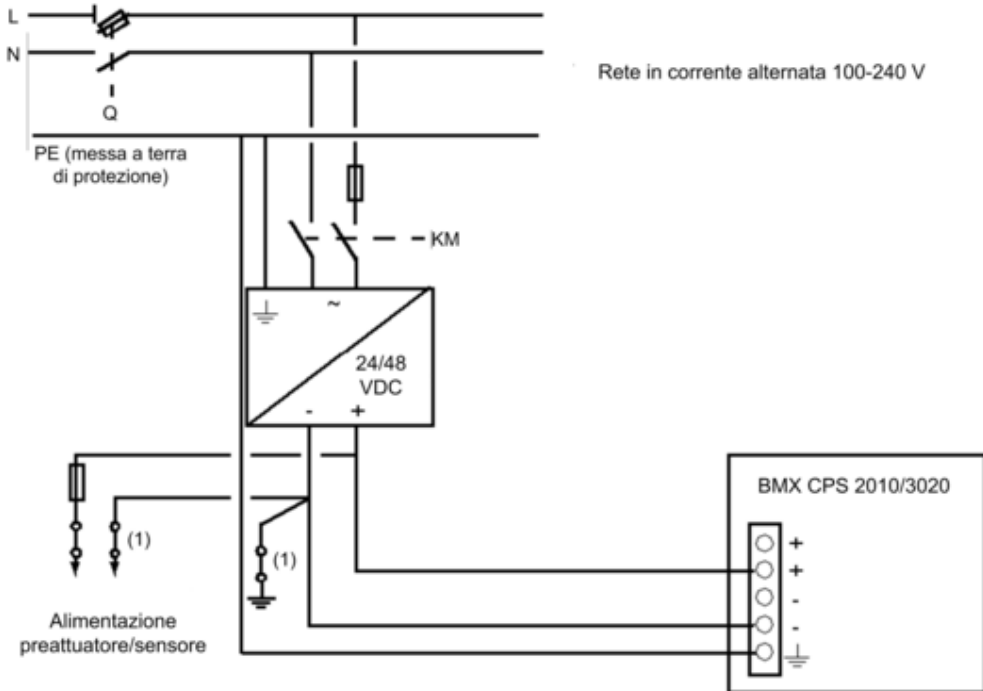 L
N
Q
Rete in corrente alternata 100-240 V
PE (messa a terra
di protezione)
KM
~
24/48
VDC
- +
(1)
(1)
Alimentazione
preattuatore/sensore
BMX CPS 2010/3020
+
+
-
-